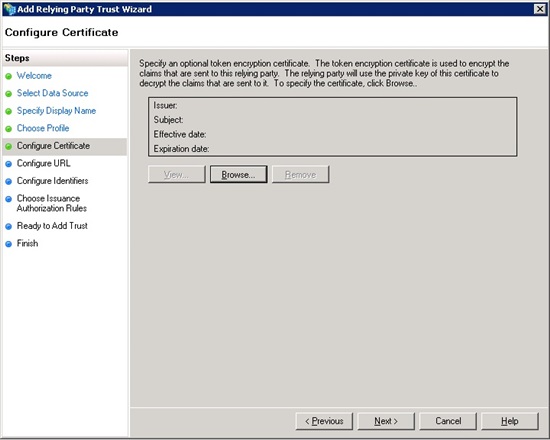 Add Relying Party Trust Wizard
Configure Certificate
Steps
Welcome
Select Data Source
Specify Display Name
Choose Profile
Configure Certificate
Configure URL
Configure Identifiers
Choose Issuance
Authorization Rules
Ready to Add Trust
Finish
Specify an optional token encryption certificate.  The token encryption certificate is used to encrypt the
claims that are sent to this relying party.  The relying party will use the private key of this certificate to
decrypt the claims that are sent to it.  To specify the certificate, click Browse..
Issuer:
Subject:
Effective date:
Expiration date:
View... Browse... Remove
< Previous Next > Cancel Help